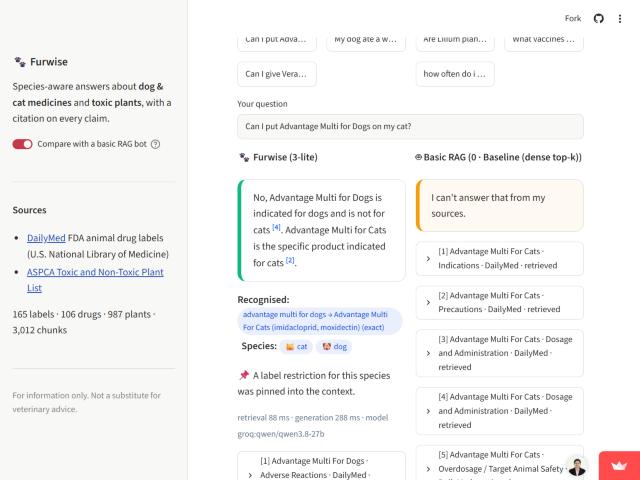 Fork
Furwise
Species-aware answers about dog &
cat medicines and toxic plants, with a
citation on every claim.
Compare with a basic RAG bot
Sources
DailyMed FDA animal drug labels
(U.S. National Library of Medicine)
ASPCA Toxic and Non-Toxic Plant
List
165 labels · 106 drugs · 987 plants ·
3,012 chunks
For information only. Not a substitute for
veterinary advice.
Can I put Adva…
My dog ate a w…
Are Lilium plan…
What vaccines …
Can I give Vera…
how often do i …
Your question
Can I put Advantage Multi for Dogs on my cat?
Furwise (3-lite)
No, Advantage Multi for Dogs is
indicated for dogs and is not for
cats [4]. Advantage Multi for Cats
is the specific product indicated
for cats [2].
Recognised:
advantage multi for dogs → Advantage Multi
For Cats (imidacloprid, moxidectin) (exact)
Species: cat dog
A label restriction for this species
was pinned into the context.
retrieval 88 ms · generation 288 ms · model
groq:qwen/qwen3.8-27b
[1] Advantage Multi For Dogs ·
Adverse Reactions · DailyMed ·
Basic RAG (0 · Baseline (dense top-k))
I can't answer that from my
sources.
[1] Advantage Multi For Cats ·
Indications · DailyMed · retrieved
[2] Advantage Multi For Cats ·
Precautions · DailyMed · retrieved
[3] Advantage Multi For Cats · Dosage
and Administration · DailyMed ·
retrieved
[4] Advantage Multi For Cats · Dosage
and Administration · DailyMed ·
retrieved
[5] Advantage Multi For Cats ·
Overdosage / Target Animal Safety ·